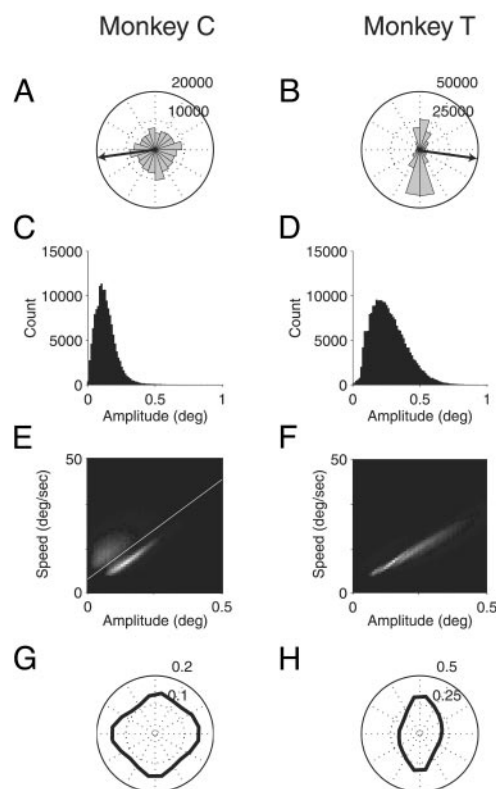 Monkey C Monkey T
A 20000 10000
B 50000 25000
C D
15000 10000 5000 0
Count
0 0.5 1
Amplitude (deg)
15000 10000 5000 0
Count
0 0.5 1
Amplitude (deg)
E F
50 0
Speed (deg/sec)
0 0.5
Amplitude (deg)
50 0
Speed (deg/sec)
0 0.5
Amplitude (deg)
G 0.2 0.1
H 0.5 0.25